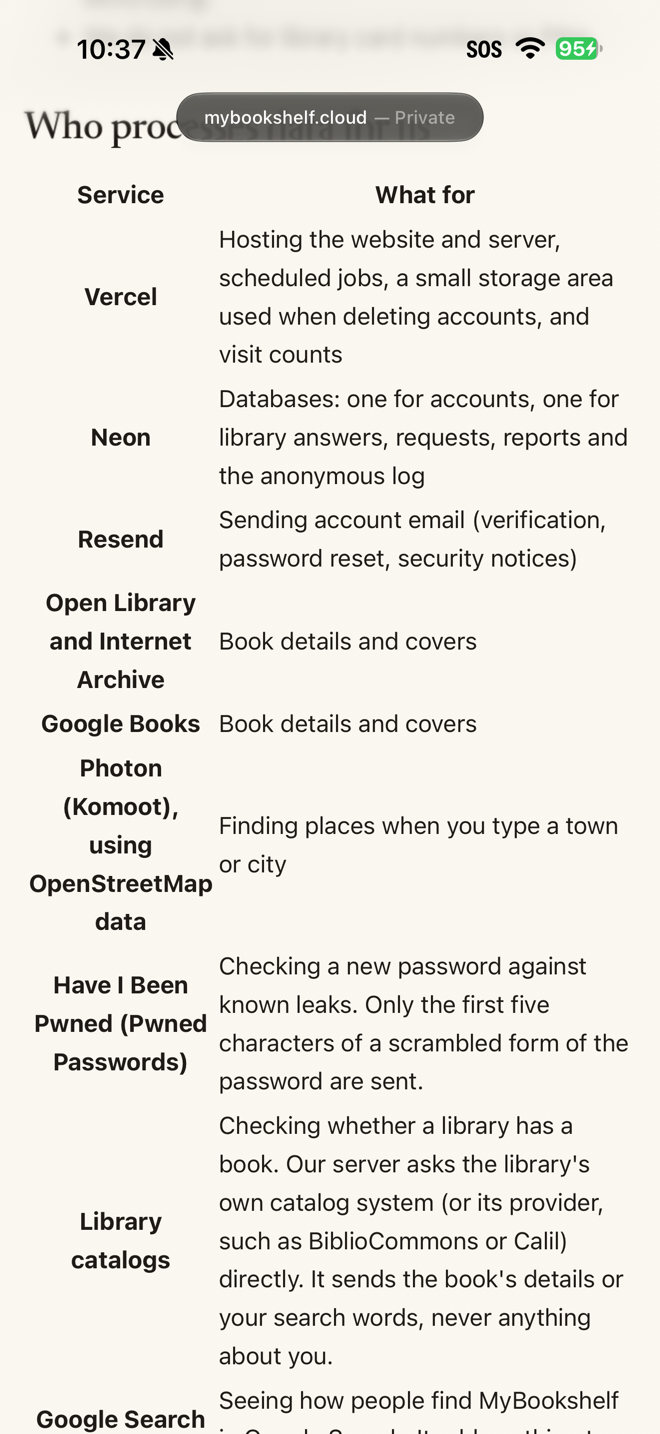 10:37
SOS
95
mybookshelf.cloud — Private
Who
Service
What for
Vercel
Hosting the website and server,
scheduled jobs, a small storage area
used when deleting accounts, and
visit counts
Neon
Databases: one for accounts, one for
library answers, requests, reports and
the anonymous log
Resend
Sending account email (verification,
password reset, security notices)
Open Library
and Internet
Archive
Book details and covers
Google Books
Book details and covers
Photon
(Komoot),
using
OpenStreetMap
data
Finding places when you type a town
or city
Have I Been
Pwned (Pwned
Passwords)
Checking a new password against
known leaks. Only the first five
characters of a scrambled form of the
password are sent.
Library
catalogs
Checking whether a library has a
book. Our server asks the library's
own catalog system (or its provider,
such as BiblioCommons or Calil)
directly. It sends the book's details or
your search words, never anything
about you.
Google Search
Seeing how people find MyBookshelf